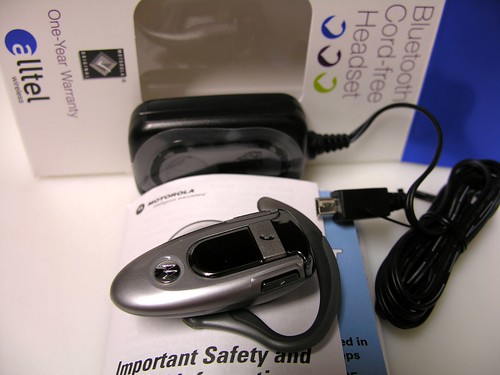 Bluetooth
Cord-free
Headset
One-Year Warranty
alltel
wireless
MOTOROLA
Important Safety and
ed in